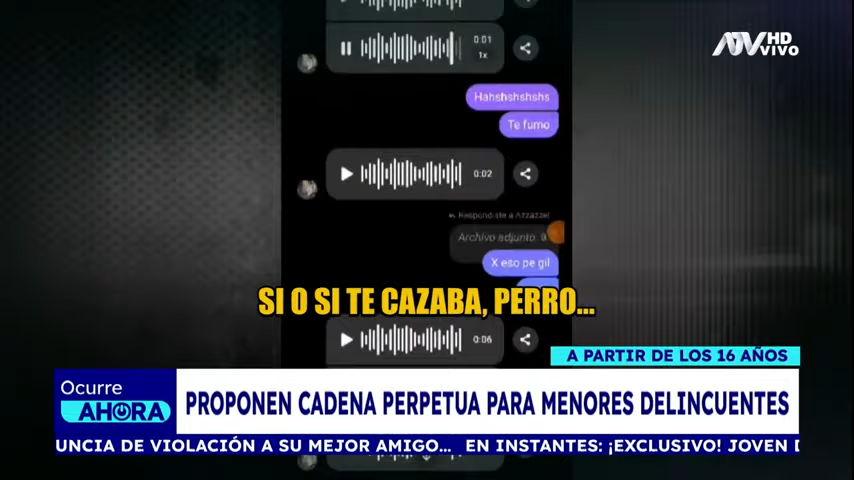 ATV HD
VIVO
0:01
1x
Hahshshshshs
Te fumo
0:02
Respondiste a Azzazzel
Archivo adjunto
X eso pe gil
SI O SI TE CAZABA, PERRO...
0:06
A PARTIR DE LOS 16 AÑOS
Ocurre
AHORA
PROPONEN CADENA PERPETUA PARA MENORES DELINCUENTES
UNCIA DE VIOLACIÓN A SU MEJOR AMIGO... EN INSTANTES: ¡EXCLUSIVO! JOVEN D